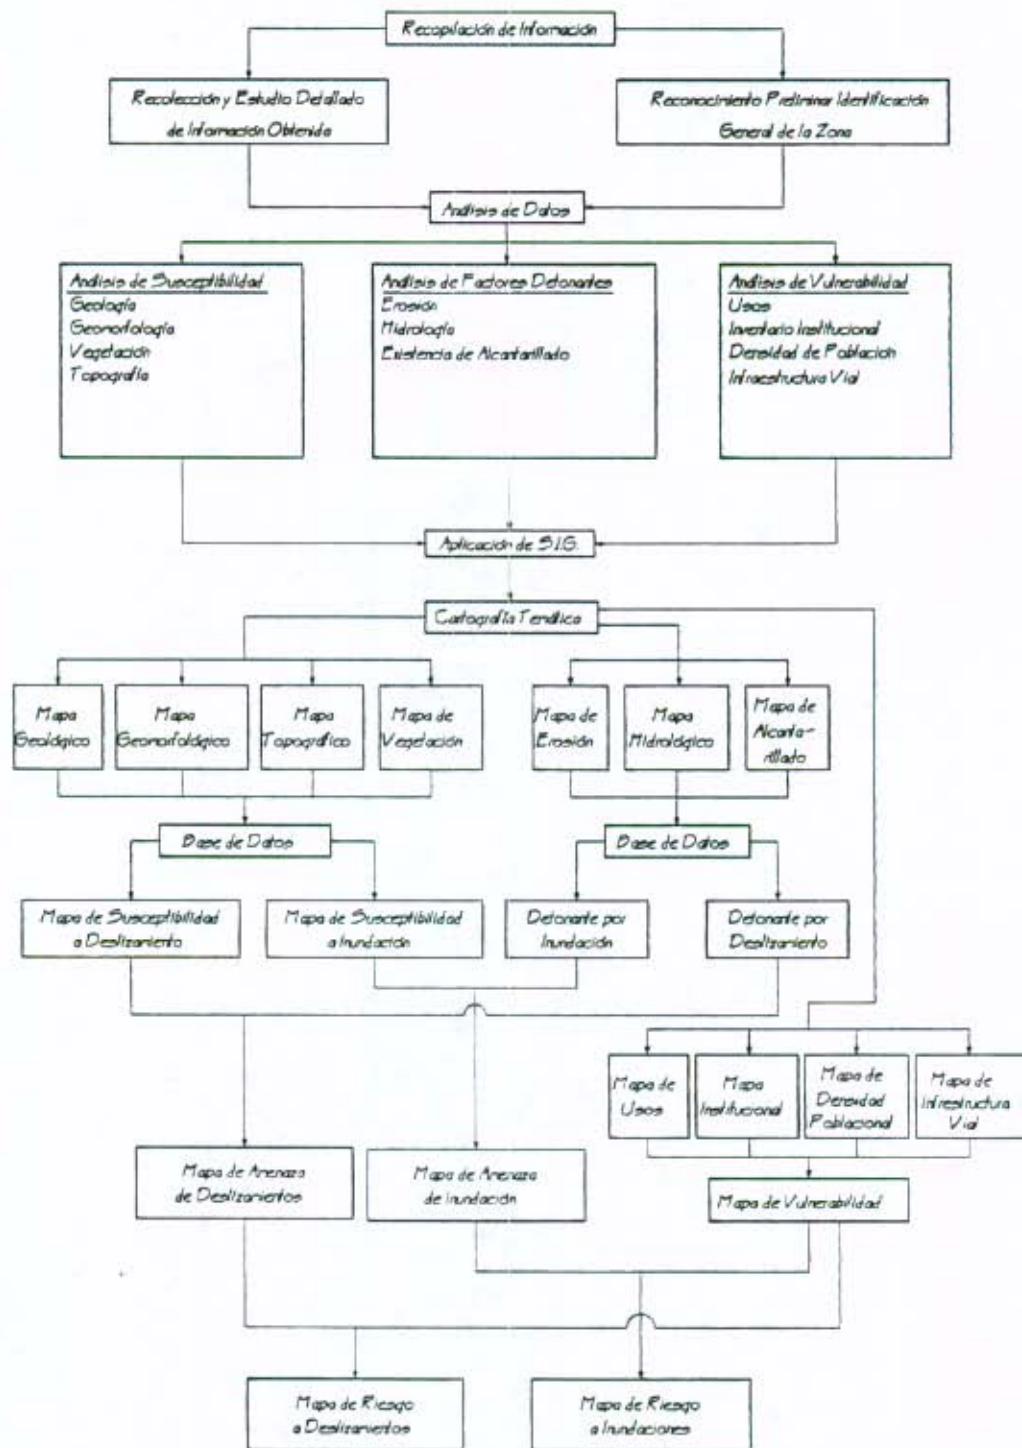 Recopilación de Información
Recolección y Estudio Detallado
de Información Obtenida
Reconocimiento Preliminar Identificación
General de la Zona
Análisis de Datos
Análisis de Susceptibilidad
Geología
Geomorfología
Vegetación
Topografía
Análisis de Factores Detonantes
Erosión
Hidrología
Existencia de Alcantarillado
Análisis de Vulnerabilidad
Usos
Inventario Institucional
Densidad de Población
Infraestructura Vial
Aplicación de S.I.G.
Cartografía Temática
Mapa
Geológico
Mapa
Geomorfológico
Mapa
Topográfico
Mapa de
Vegetación
Mapa de
Erosión
Mapa
Hidrológico
Mapa de
Alcanta-
rillado
Base de Datos
Base de Datos
Mapa de Susceptibilidad
a Deslizamiento
Mapa de Susceptibilidad
a Inundación
Detonante por
Inundación
Detonante por
Deslizamiento
Mapa de
Usos
Mapa
Institucional
Mapa de
Densidad
Poblacional
Mapa de
Infrestructura
Vial
Mapa de Amenaza
de Deslizamientos
Mapa de Amenaza
de Inundación
Mapa de Vulnerabilidad
Mapa de Riesgo
a Deslizamientos
Mapa de Riesgo
a Inundaciones